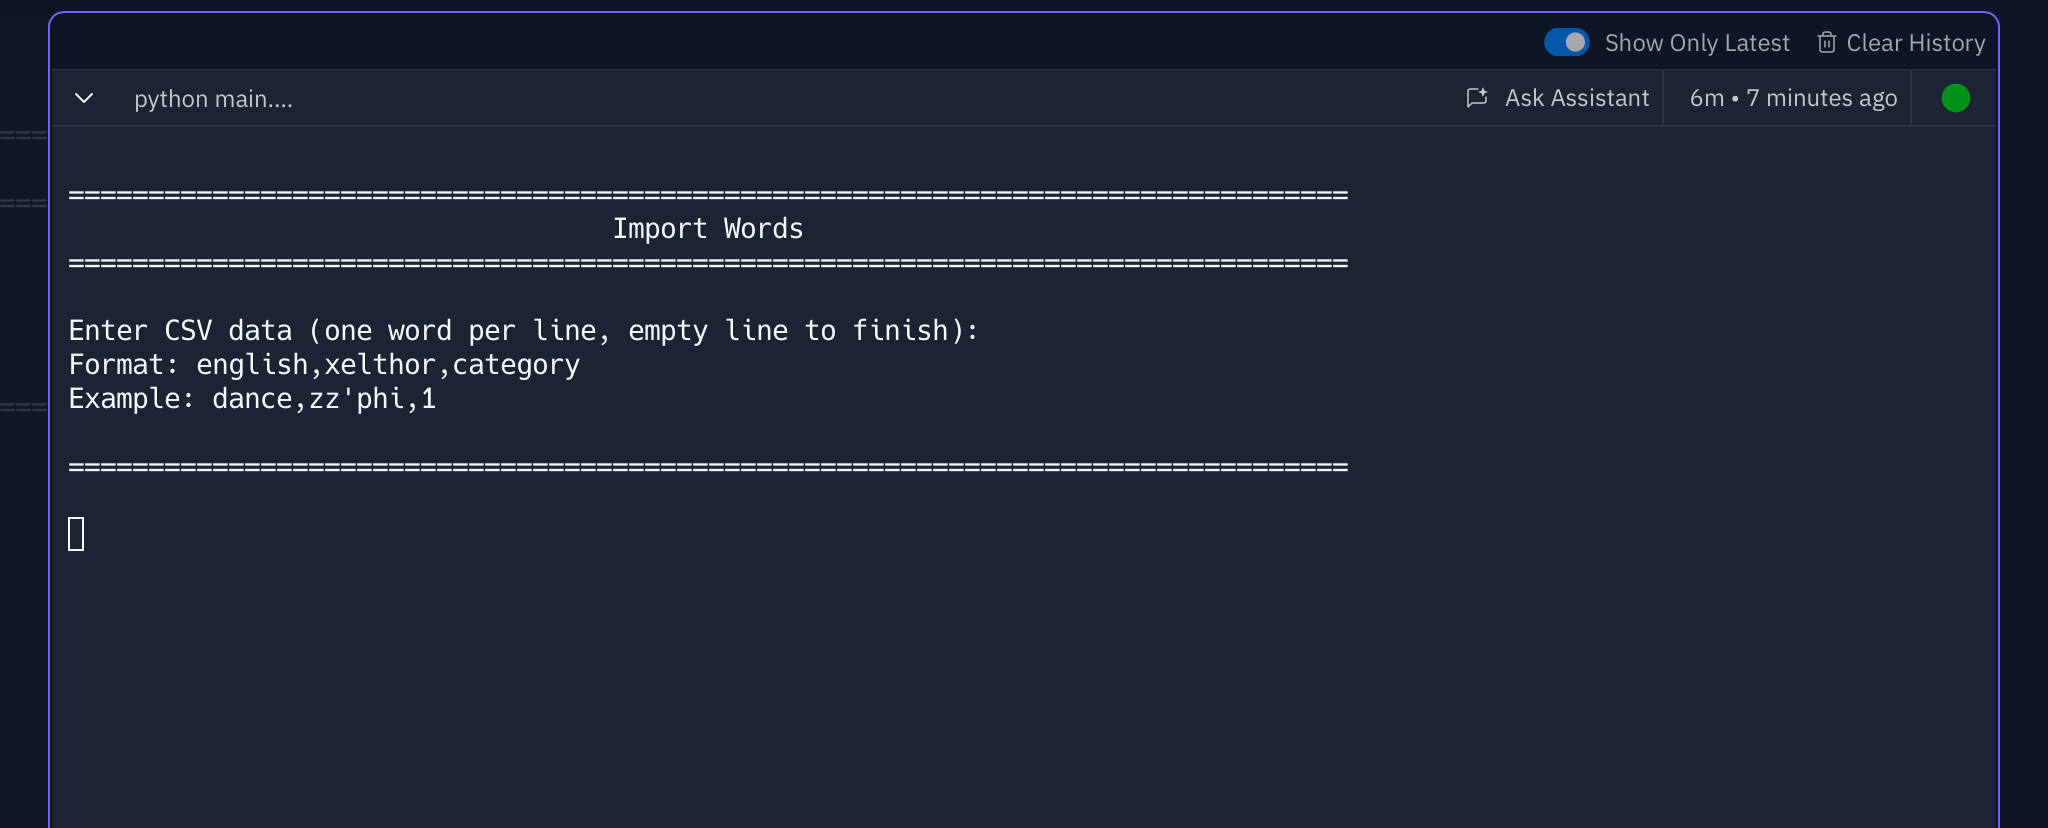 Show Only Latest Clear History
python main.... Ask Assistant 6m • 7 minutes ago
================================================================================
Import Words
================================================================================
Enter CSV data (one word per line, empty line to finish):
Format: english,xelthor,category
Example: dance,zz'phi,1
================================================================================